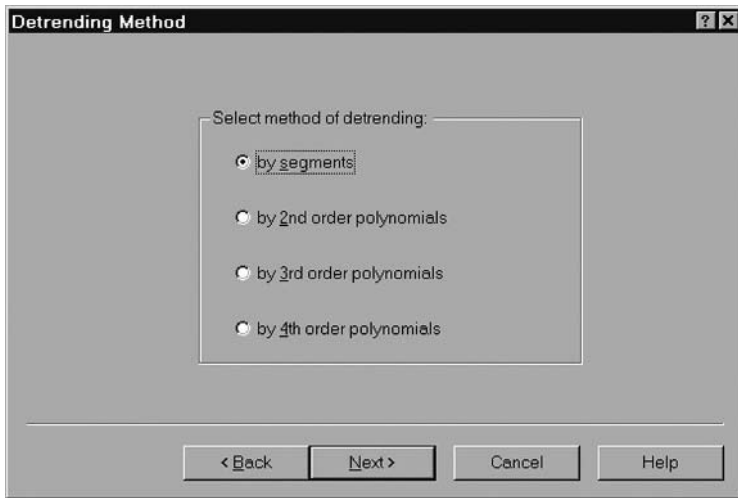 Detrending Method
Select method of detrending:
by segments
by 2nd order polynomials
by 3rd order polynomials
by 4th order polynomials
< Back Next > Cancel Help